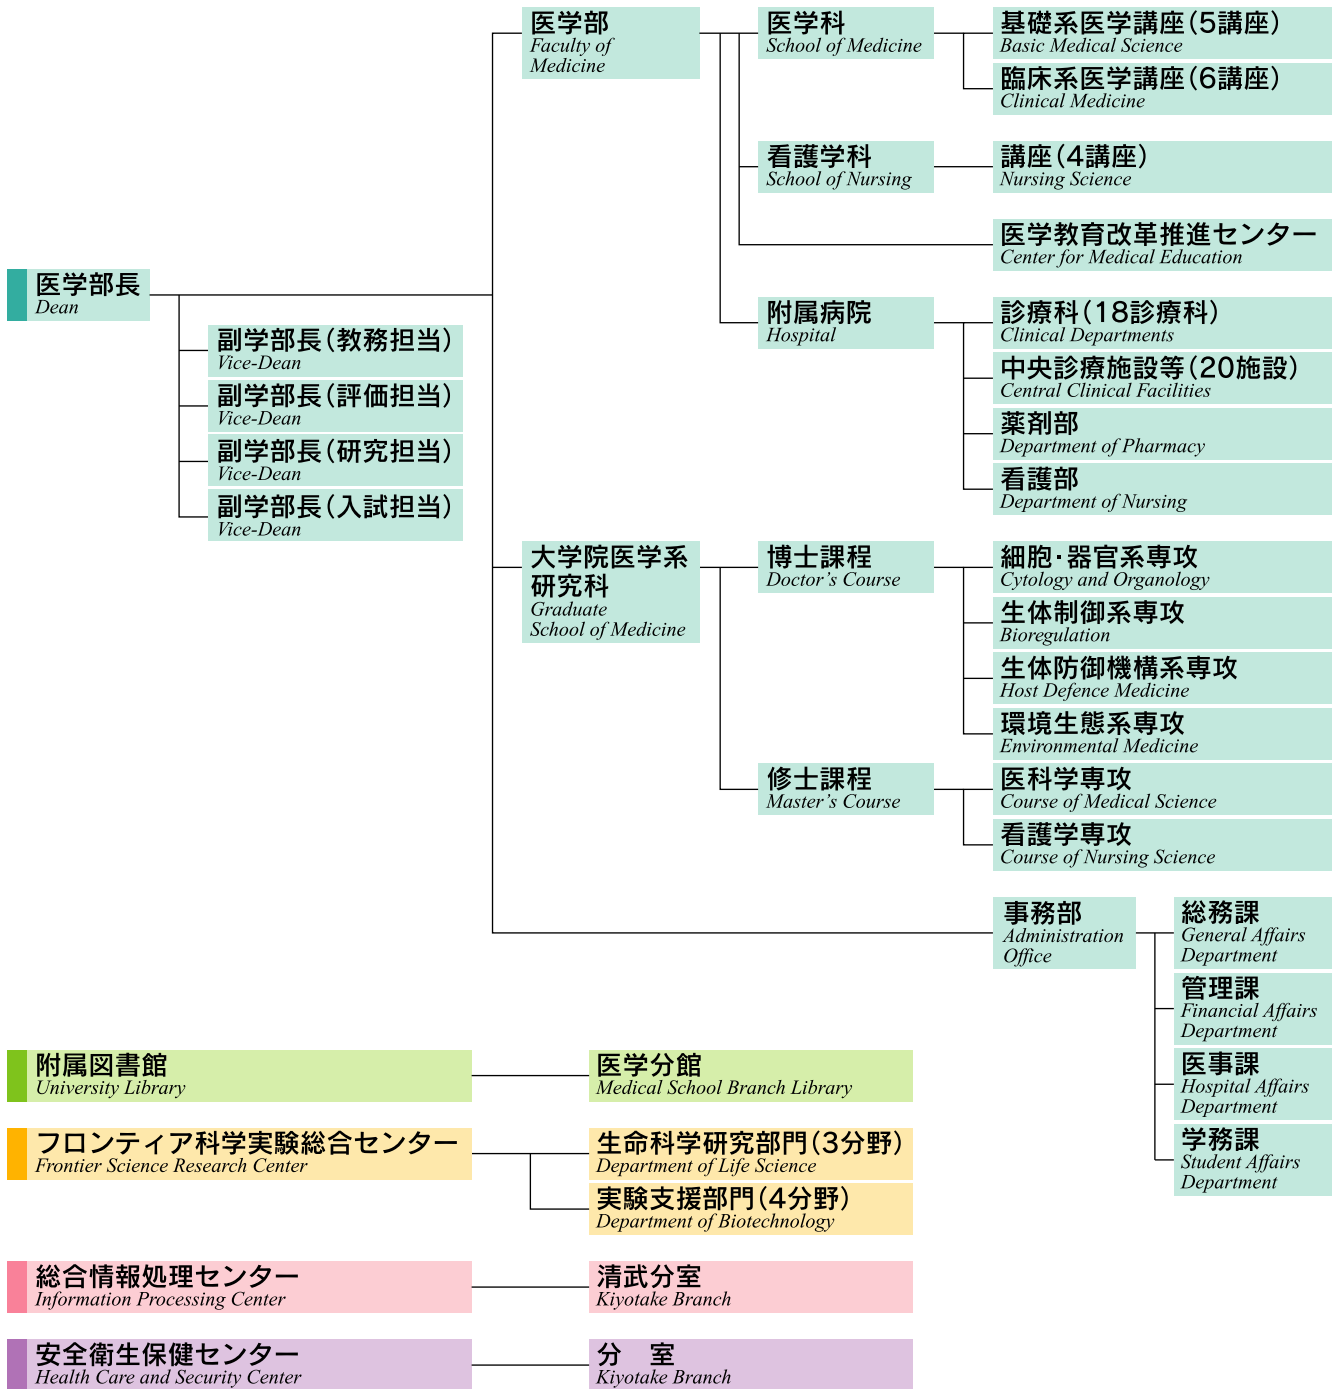 医学部長
Dean
副学部長（教務担当）
Vice-Dean
副学部長（評価担当）
Vice-Dean
副学部長（研究担当）
Vice-Dean
副学部長（入試担当）
Vice-Dean
医学部
Faculty of
Medicine
医学科
School of Medicine
基礎系医学講座（5講座）
Basic Medical Science
臨床系医学講座（6講座）
Clinical Medicine
看護学科
School of Nursing
講座（4講座）
Nursing Science
医学教育改革推進センター
Center for Medical Education
附属病院
Hospital
診療科（18診療科）
Clinical Departments
中央診療施設等（20施設）
Central Clinical Facilities
薬剤部
Department of Pharmacy
看護部
Department of Nursing
大学院医学系
研究科
Graduate
School of Medicine
博士課程
Doctor’s Course
細胞・器官系専攻
Cytology and Organology
生体制御系専攻
Bioregulation
生体防御機構系専攻
Host Defence Medicine
環境生態系専攻
Environmental Medicine
修士課程
Master’s Course
医科学専攻
Course of Medical Science
看護学専攻
Course of Nursing Science
事務部
Administration
Office
総務課
General Affairs
Department
管理課
Financial Affairs
Department
医事課
Hospital Affairs
Department
学務課
Student Affairs
Department
附属図書館
University Library
医学分館
Medical School Branch Library
フロンティア科学実験総合センター
Frontier Science Research Center
生命科学研究部門（3分野）
Department of Life Science
実験支援部門（4分野）
Department of Biotechnology
総合情報処理センター
Information Processing Center
清武分室
Kiyotake Branch
安全衛生保健センター
Health Care and Security Center
分　室
Kiyotake Branch